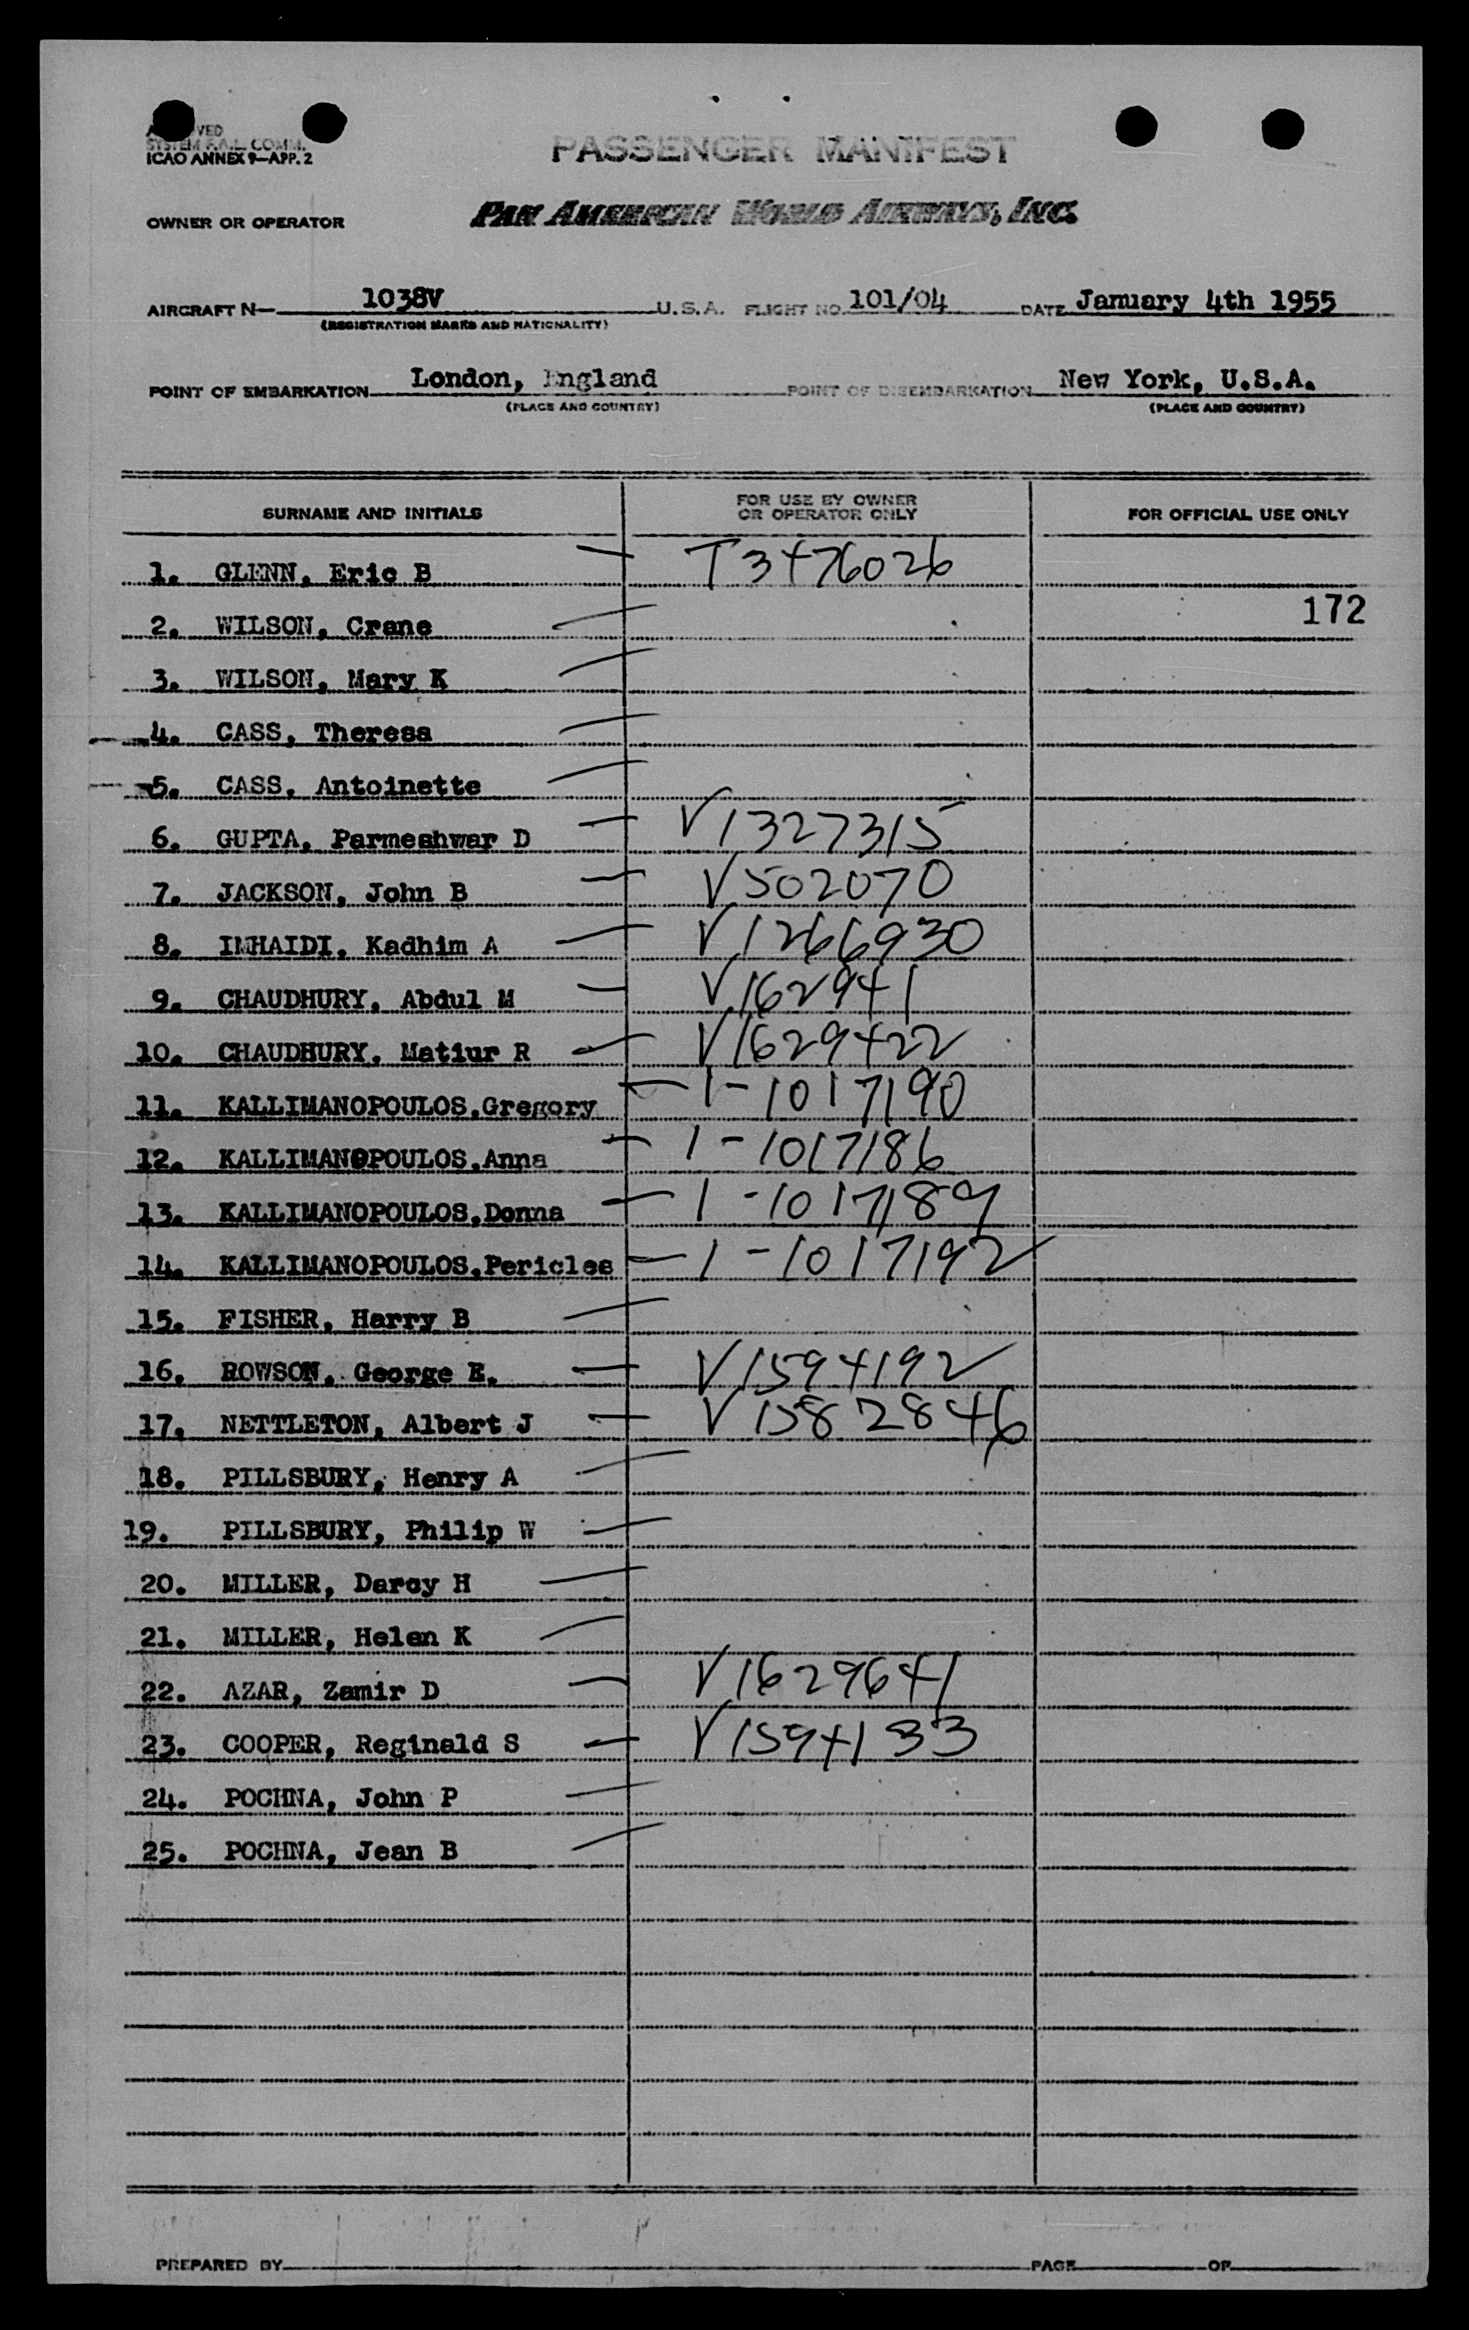 APPROVED
SYSTEM F.A.L. COMM.
ICAO ANNEX 9—APP. 2
PASSENGER MANIFEST
OWNER OR OPERATOR PAN AMERICAN WORLD AIRWAYS, INC.
AIRCRAFT N— 1038V U.S.A. FLIGHT NO. 101/04 DATE January 4th 1955
(REGISTRATION MARKS AND NATIONALITY)
POINT OF EMBARKATION London, England POINT OF DISEMBARKATION New York, U.S.A.
(PLACE AND COUNTRY) (PLACE AND COUNTRY)
SURNAME AND INITIALS FOR USE BY OWNER OR OPERATOR ONLY FOR OFFICIAL USE ONLY
1. GLENN, Eric B T3476026
172
2. WILSON, Crane
3. WILSON, Mary K
4. CASS, Theresa
5. CASS, Antoinette
6. GUPTA, Parmeshwar D V1327315
7. JACKSON, John B V502070
8. INHAIDI, Kadhim A V1266930
9. CHAUDHURY, Abdul M V162941
10. CHAUDHURY, Matiur R V1629422
11. KALLIMANOPOULOS,Gregory 1-1017190
12. KALLIMANOPOULOS,Anna 1-1017186
13. KALLIMANOPOULOS,Donna 1-1017189
14. KALLIMANOPOULOS,Pericles 1-1017192
15. FISHER, Harry B
16. ROWSON, George E. V1594192
17. NETTLETON, Albert J V1582846
18. PILLSBURY, Henry A
19. PILLSBURY, Philip W
20. MILLER, Darcy H
21. MILLER, Helen K
22. AZAR, Zamir D V1629641
23. COOPER, Reginald S V1594133
24. POCHNA, John P
25. POCHNA, Jean B
PREPARED BY PAGE OF